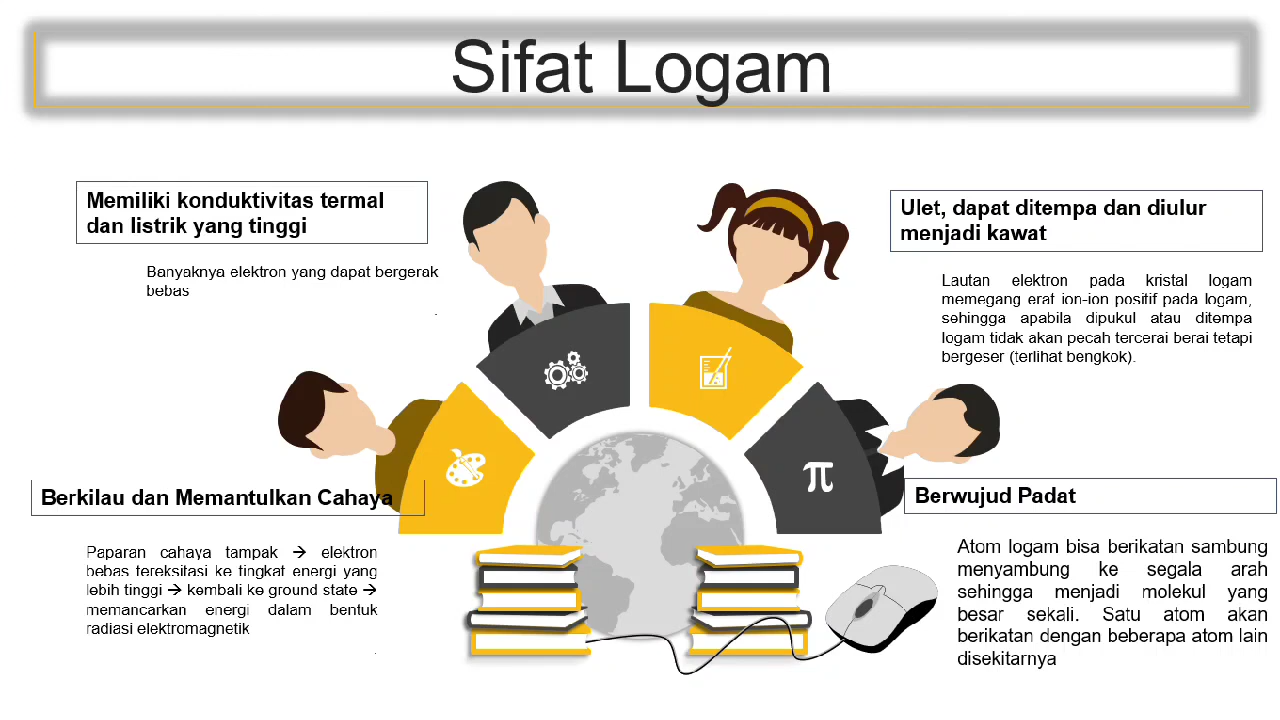 Sifat Logam
Memiliki konduktivitas termal
dan listrik yang tinggi
Banyaknya elektron yang dapat bergerak
bebas
.
Ulet, dapat ditempa dan diulur
menjadi kawat
Lautan elektron pada kristal logam
memegang erat ion-ion positif pada logam,
sehingga apabila dipukul atau ditempa
logam tidak akan pecah tercerai berai tetapi
bergeser (terlihat bengkok).
π
Berkilau dan Memantulkan Cahaya
Paparan cahaya tampak → elektron
bebas tereksitasi ke tingkat energi yang
lebih tinggi → kembali ke ground state →
memancarkan energi dalam bentuk
radiasi elektromagnetik
.
Berwujud Padat
Atom logam bisa berikatan sambung
menyambung ke segala arah
sehingga menjadi molekul yang
besar sekali. Satu atom akan
berikatan dengan beberapa atom lain
disekitarnya